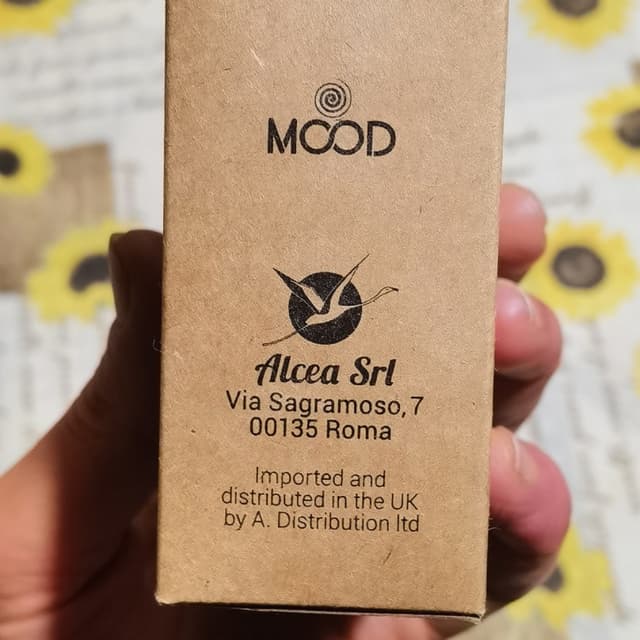 MOOD
Alcea Srl
Via Sagramoso,7
00135 Roma
Imported and
distributed in the UK
by A. Distribution ltd